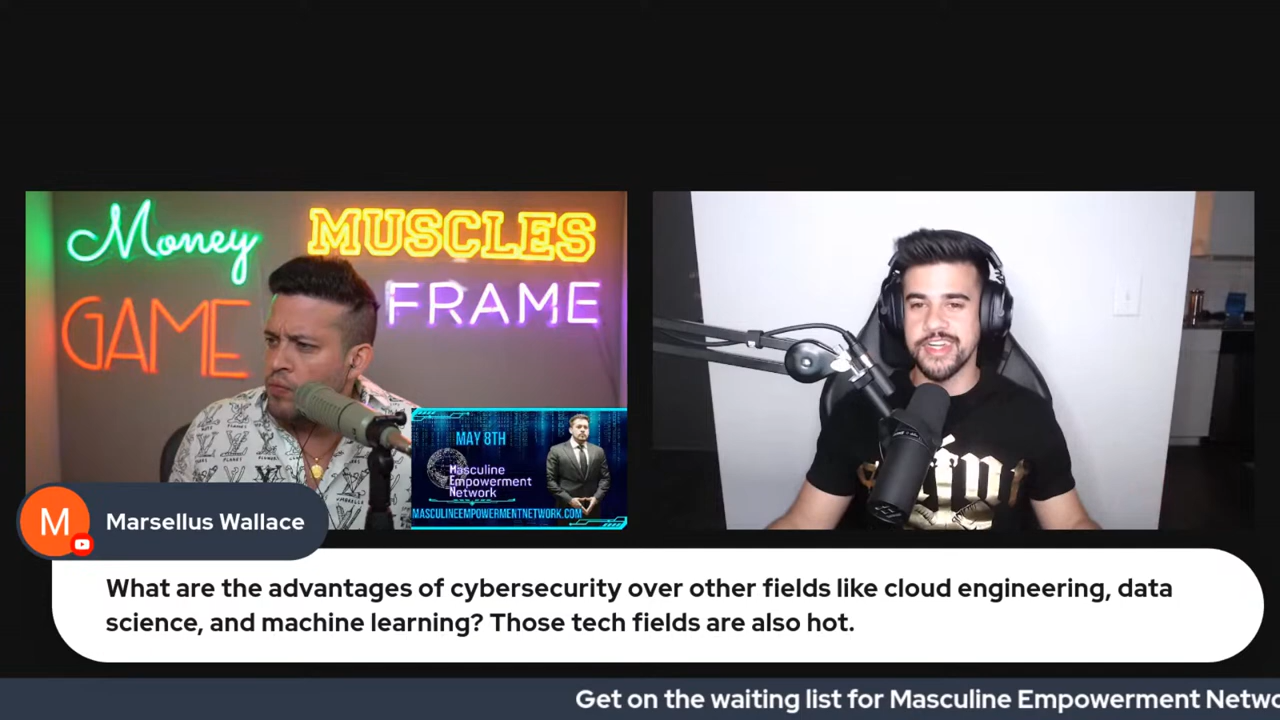 Money
MUSCLES
GAME
FRAME
MAY 8TH
Masculine
Empowerment
Network
MASCULINEEMPOWERMENTNETWORK.COM
M
Marsellus Wallace
What are the advantages of cybersecurity over other fields like cloud engineering, data
science, and machine learning? Those tech fields are also hot.
Get on the waiting list for Masculine Empowerment Netwo